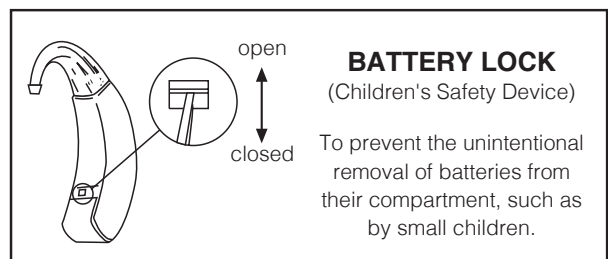 open
closed
BATTERY LOCK
(Children's Safety Device)
To prevent the unintentional
removal of batteries from
their compartment, such as
by small children.